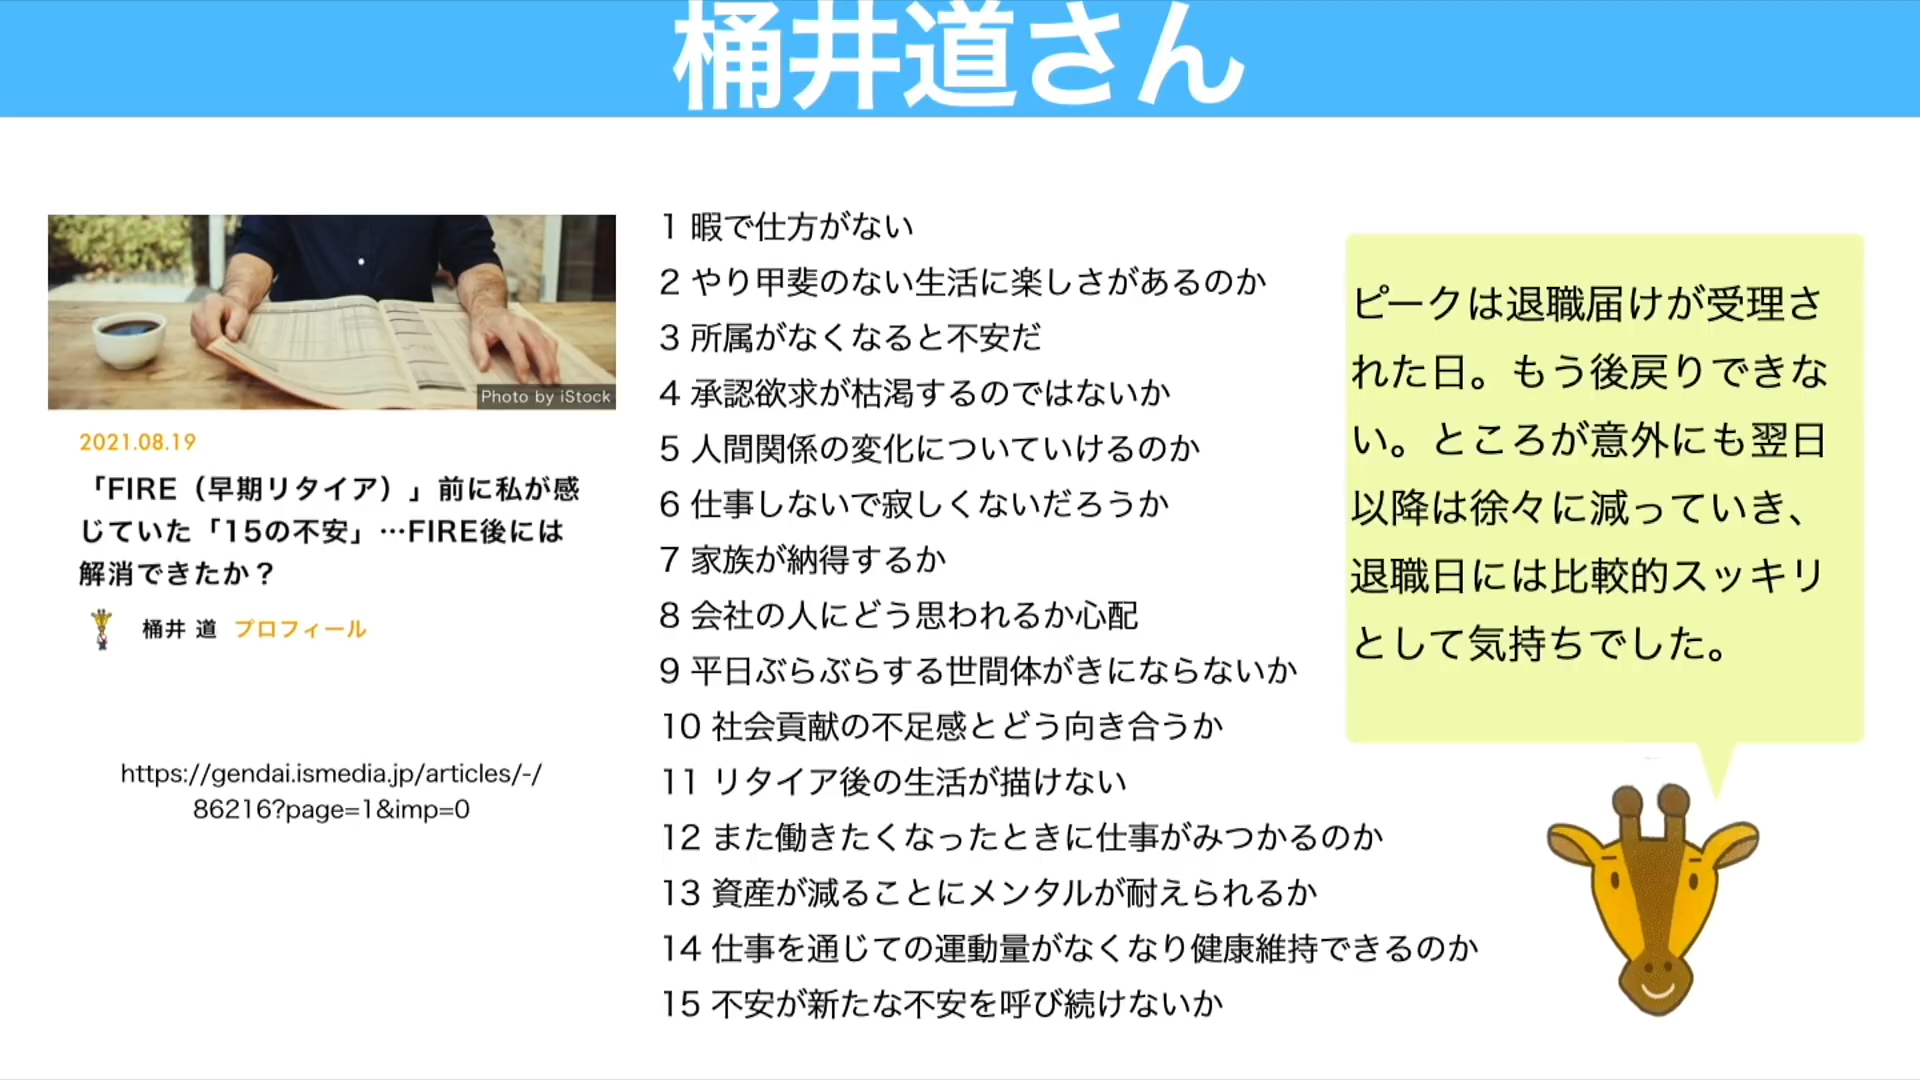 桶井道さん
Photo by iStock
2021.08.19
「FIRE（早期リタイア）」前に私が感
じていた「15の不安」…FIRE後には
解消できたか？
桶井 道 プロフィール
https://gendai.ismedia.jp/articles/-/
86216?page=1&imp=0
1 暇で仕方がない
2 やり甲斐のない生活に楽しさがあるのか
3 所属がなくなると不安だ
4 承認欲求が枯渇するのではないか
5 人間関係の変化についていけるのか
6 仕事しないで寂しくないだろうか
7 家族が納得するか
8 会社の人にどう思われるか心配
9 平日ぶらぶらする世間体がきにならないか
10 社会貢献の不足感とどう向き合うか
11 リタイア後の生活が描けない
12 また働きたくなったときに仕事がみつかるのか
13 資産が減ることにメンタルが耐えられるか
14 仕事を通じての運動量がなくなり健康維持できるのか
15 不安が新たな不安を呼び続けないか
ピークは退職届けが受理さ
れた日。もう後戻りできな
い。ところが意外にも翌日
以降は徐々に減っていき、
退職日には比較的スッキリ
として気持ちでした。